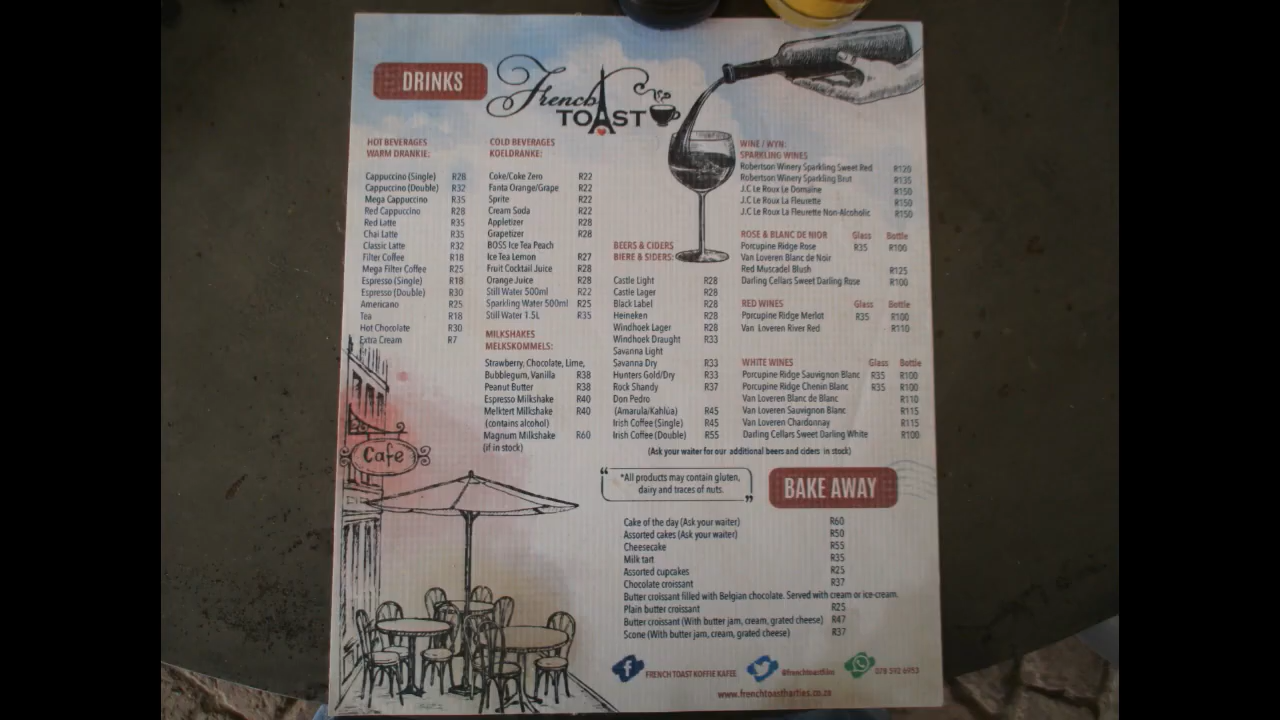 DRINKS
French
TOAST
HOT BEVERAGES
WARM DRANKIE:
Cappuccino (Single) R28
Cappuccino (Double) R32
Mega Cappuccino R35
Red Cappuccino R28
Red Latte R35
Chai Latte R35
Classic Latte R32
Filter Coffee R18
Mega Filter Coffee R25
Espresso (Single) R18
Espresso (Double) R30
Americano R25
Tea R18
Hot Chocolate R30
Extra Cream R7
COLD BEVERAGES
KOELDRANKE:
Coke/Coke Zero R22
Fanta Orange/Grape R22
Sprite R22
Cream Soda R22
Appletizer R28
Grapetizer R28
BOSS Ice Tea Peach
Ice Tea Lemon R27
Fruit Cocktail Juice R28
Orange Juice R28
Still Water 500ml R22
Sparkling Water 500ml R25
Still Water 1.5L R35
MILKSHAKES
MELKSKOMMELS:
Strawberry, Chocolate, Lime,
Bubblegum, Vanilla R38
Peanut Butter R38
Espresso Milkshake R40
Melktert Milkshake R40
(contains alcohol)
Magnum Milkshake R60
(if in stock)
BEERS & CIDERS
BIERE & SIDERS:
Castle Light R28
Castle Lager R28
Black Label R28
Heineken R28
Windhoek Lager R28
Windhoek Draught R33
Savanna Light
Savanna Dry R33
Hunters Gold/Dry R33
Rock Shandy R37
Don Pedro
(Amarula/Kahlua) R45
Irish Coffee (Single) R45
Irish Coffee (Double) R55
WINE / WYN:
SPARKLING WINES
Robertson Winery Sparkling Sweet Red
Robertson Winery Sparkling Brut R135
J.C Le Roux Le Domaine R150
J.C Le Roux La Fleurette R150
J.C Le Roux La Fleurette Non-Alcoholic R150
ROSE & BLANC DE NIOR Glass Bottle
Porcupine Ridge Rose R35 R100
Van Loveren Blanc de Noir
Red Muscadel Blush R125
Darling Cellars Sweet Darling Rose R100
RED WINES Glass Bottle
Porcupine Ridge Merlot R35 R100
Van Loveren River Red R110
WHITE WINES Glass Bottle
Porcupine Ridge Sauvignon Blanc R35 R100
Porcupine Ridge Chenin Blanc R35 R100
Van Loveren Blanc de Blanc R110
Van Loveren Sauvignon Blanc R115
Van Loveren Chardonnay R115
Darling Cellars Sweet Darling White R100
(Ask your waiter for our additional beers and ciders in stock)
"*All products may contain gluten,
dairy and traces of nuts."
Cafe
BAKE AWAY
Cake of the day (Ask your waiter) R60
Assorted cakes (Ask your waiter) R50
Cheesecake R55
Milk tart R35
Assorted cupcakes R25
Chocolate croissant R37
Butter croissant filled with Belgian chocolate. Served with cream or ice-cream.
Plain butter croissant R25
Butter croissant (With butter jam, cream, grated cheese) R47
Scone (With butter jam, cream, grated cheese) R37
FRENCH TOAST KOFFIE KAFEE
078 592 6953
www.frenchtoastharties.co.za